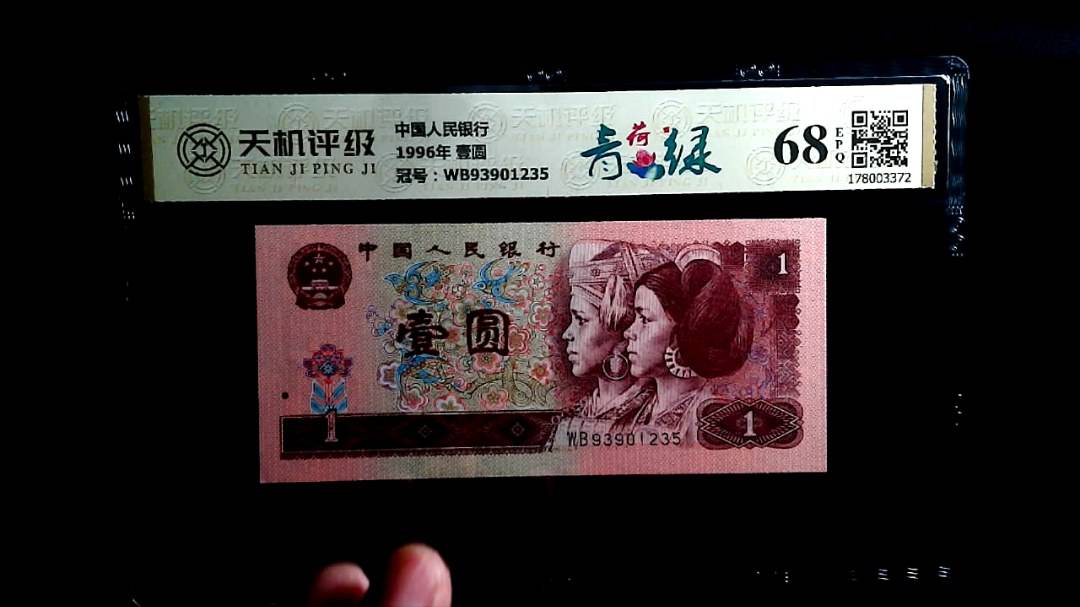 天机评级
TIAN JI PING JI
中国人民银行
1996年 壹圆
冠号：WB93901235
青荷绿
68
EPQ
178003372
中国人民银行
1
壹圆
1
WB93901235
1